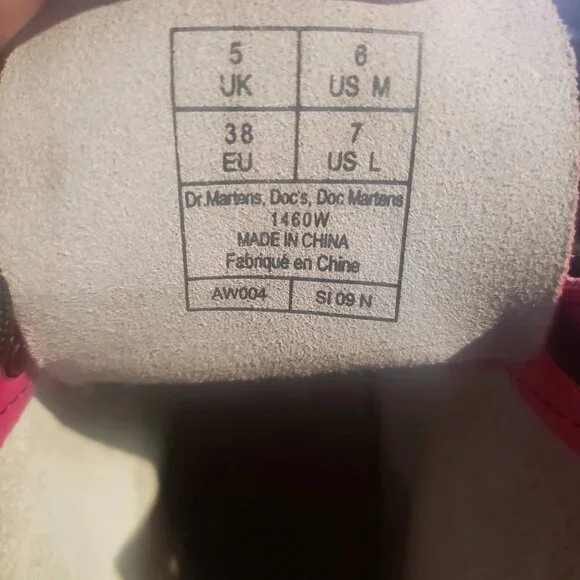 5 6
UK US M
38 7
EU US L
Dr.Martens, Doc's, Doc Martens
1460W
MADE IN CHINA
Fabriqué en Chine
AW004 SI 09 N